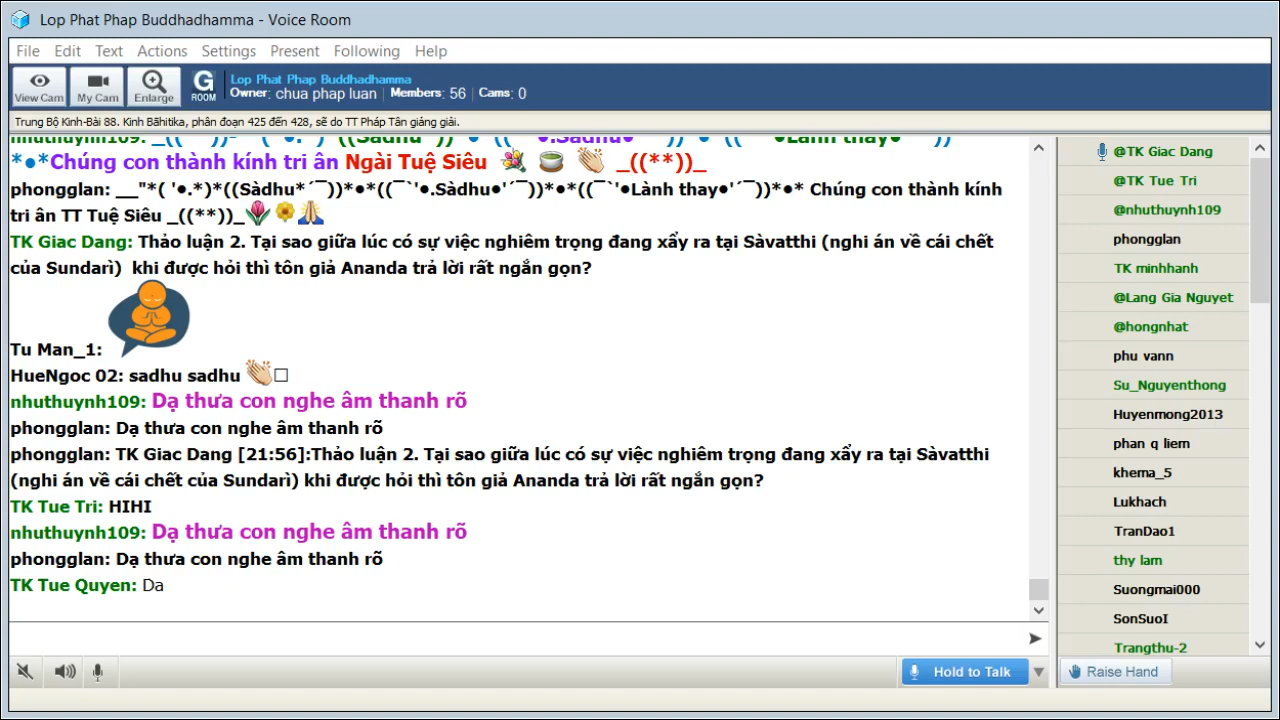 Lop Phat Phap Buddhadhamma - Voice Room
File Edit Text Actions Settings Present Following Help
View Cam My Cam Enlarge G ROOM
Lop Phat Phap Buddhadhamma
Owner: chua phap luan Members: 56 Cams: 0
Trung Bộ Kinh-Bài 88. Kinh Bāhitika, phân đoạn 425 đến 428, sẽ do TT Pháp Tân giảng giải.
*●*Chúng con thành kính tri ân Ngài Tuệ Siêu _((**))_
phongglan: __"*( '●.*)*((Sàdhu*´¯))*●*((¯`'●.Sàdhu●'´¯))*●*((¯`'●Lành thay●'´¯))*●* Chúng con thành kính
tri ân TT Tuệ Siêu _((**))_
TK Giac Dang: Thảo luận 2. Tại sao giữa lúc có sự việc nghiêm trọng đang xẩy ra tại Sàvatthi (nghi án về cái chết
của Sundarì) khi được hỏi thì tôn giả Ananda trả lời rất ngắn gọn?
Tu Man_1:
HueNgoc 02: sadhu sadhu
nhuthuynh109: Dạ thưa con nghe âm thanh rõ
phongglan: Dạ thưa con nghe âm thanh rõ
phongglan: TK Giac Dang [21:56]:Thảo luận 2. Tại sao giữa lúc có sự việc nghiêm trọng đang xẩy ra tại Sàvatthi
(nghi án về cái chết của Sundarì) khi được hỏi thì tôn giả Ananda trả lời rất ngắn gọn?
TK Tue Tri: HIHI
nhuthuynh109: Dạ thưa con nghe âm thanh rõ
phongglan: Dạ thưa con nghe âm thanh rõ
TK Tue Quyen: Da
@TK Giac Dang
@TK Tue Tri
@nhuthuynh109
phongglan
TK minhhanh
@Lang Gia Nguyet
@hongnhat
phu vann
Su_Nguyenthong
Huyenmong2013
phan q liem
khema_5
Lukhach
TranDao1
thy lam
Suongmai000
SonSuoI
Trangthu-2
Hold to Talk
Raise Hand